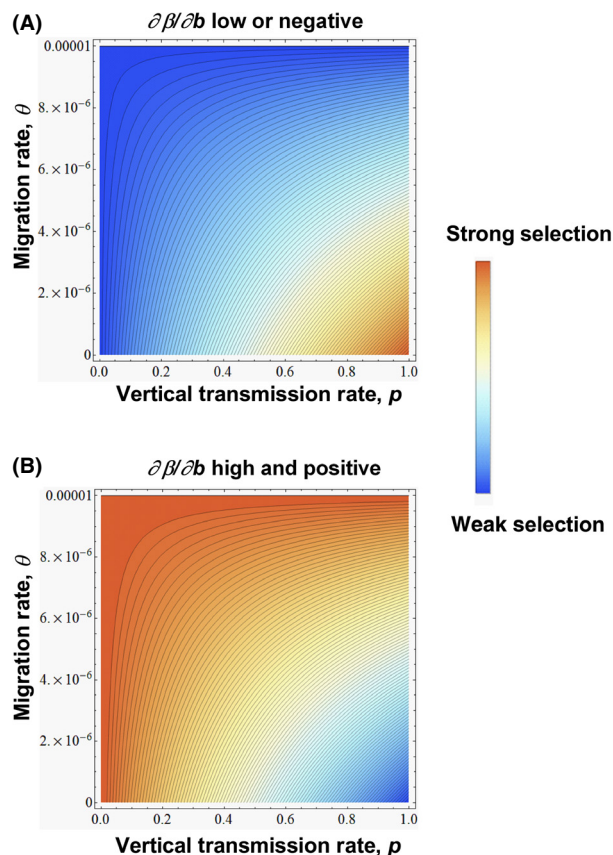 (A)
∂β/∂b low or negative
0.00001
8. × 10⁻⁶
6. × 10⁻⁶
4. × 10⁻⁶
2. × 10⁻⁶
0
Migration rate, θ
0.0 0.2 0.4 0.6 0.8 1.0
Vertical transmission rate, p
Strong selection
Weak selection
(B)
∂β/∂b high and positive
0.00001
8. × 10⁻⁶
6. × 10⁻⁶
4. × 10⁻⁶
2. × 10⁻⁶
0
Migration rate, θ
0.0 0.2 0.4 0.6 0.8 1.0
Vertical transmission rate, p